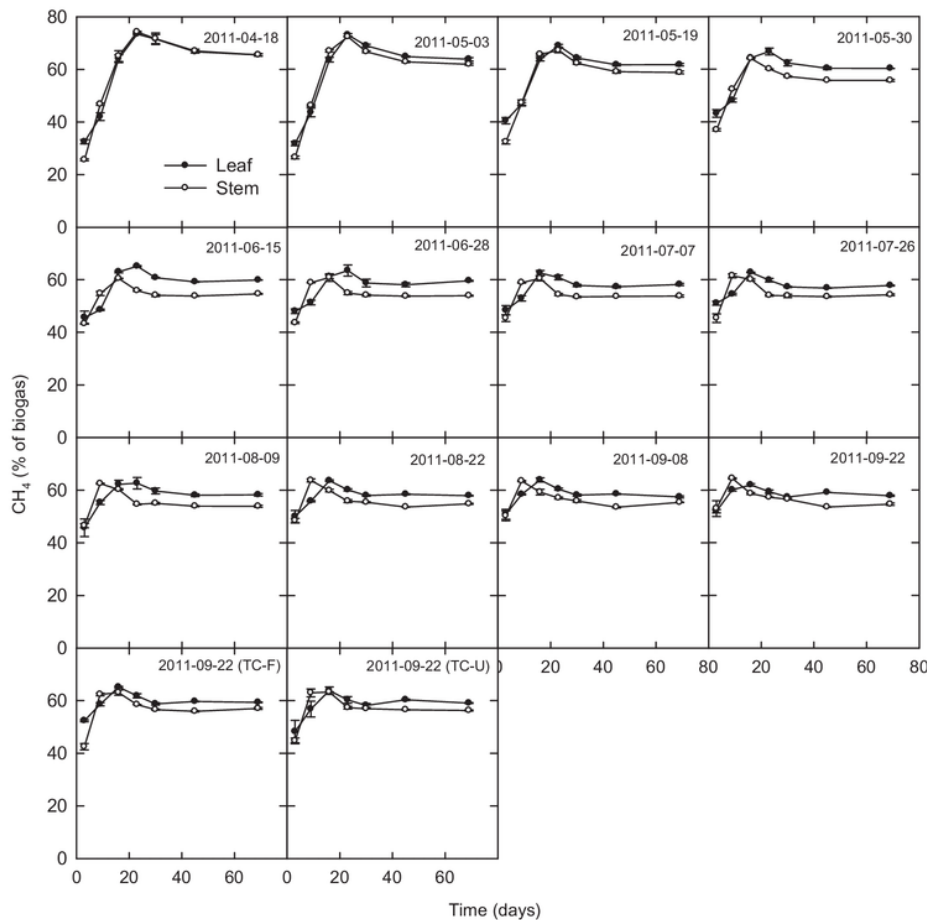 80
2011-04-18
2011-05-03
2011-05-19
2011-05-30
60
40
20
0
Leaf
Stem
2011-06-15
2011-06-28
2011-07-07
2011-07-26
60
40
20
0
2011-08-09
2011-08-22
2011-09-08
2011-09-22
60
40
20
0
2011-09-22 (TC-F)
2011-09-22 (TC-U)
0 20 40 60 80
0 20 40 60 80
60
40
20
0
0 20 40 60
0 20 40 60 80
CH₄ (% of biogas)
Time (days)